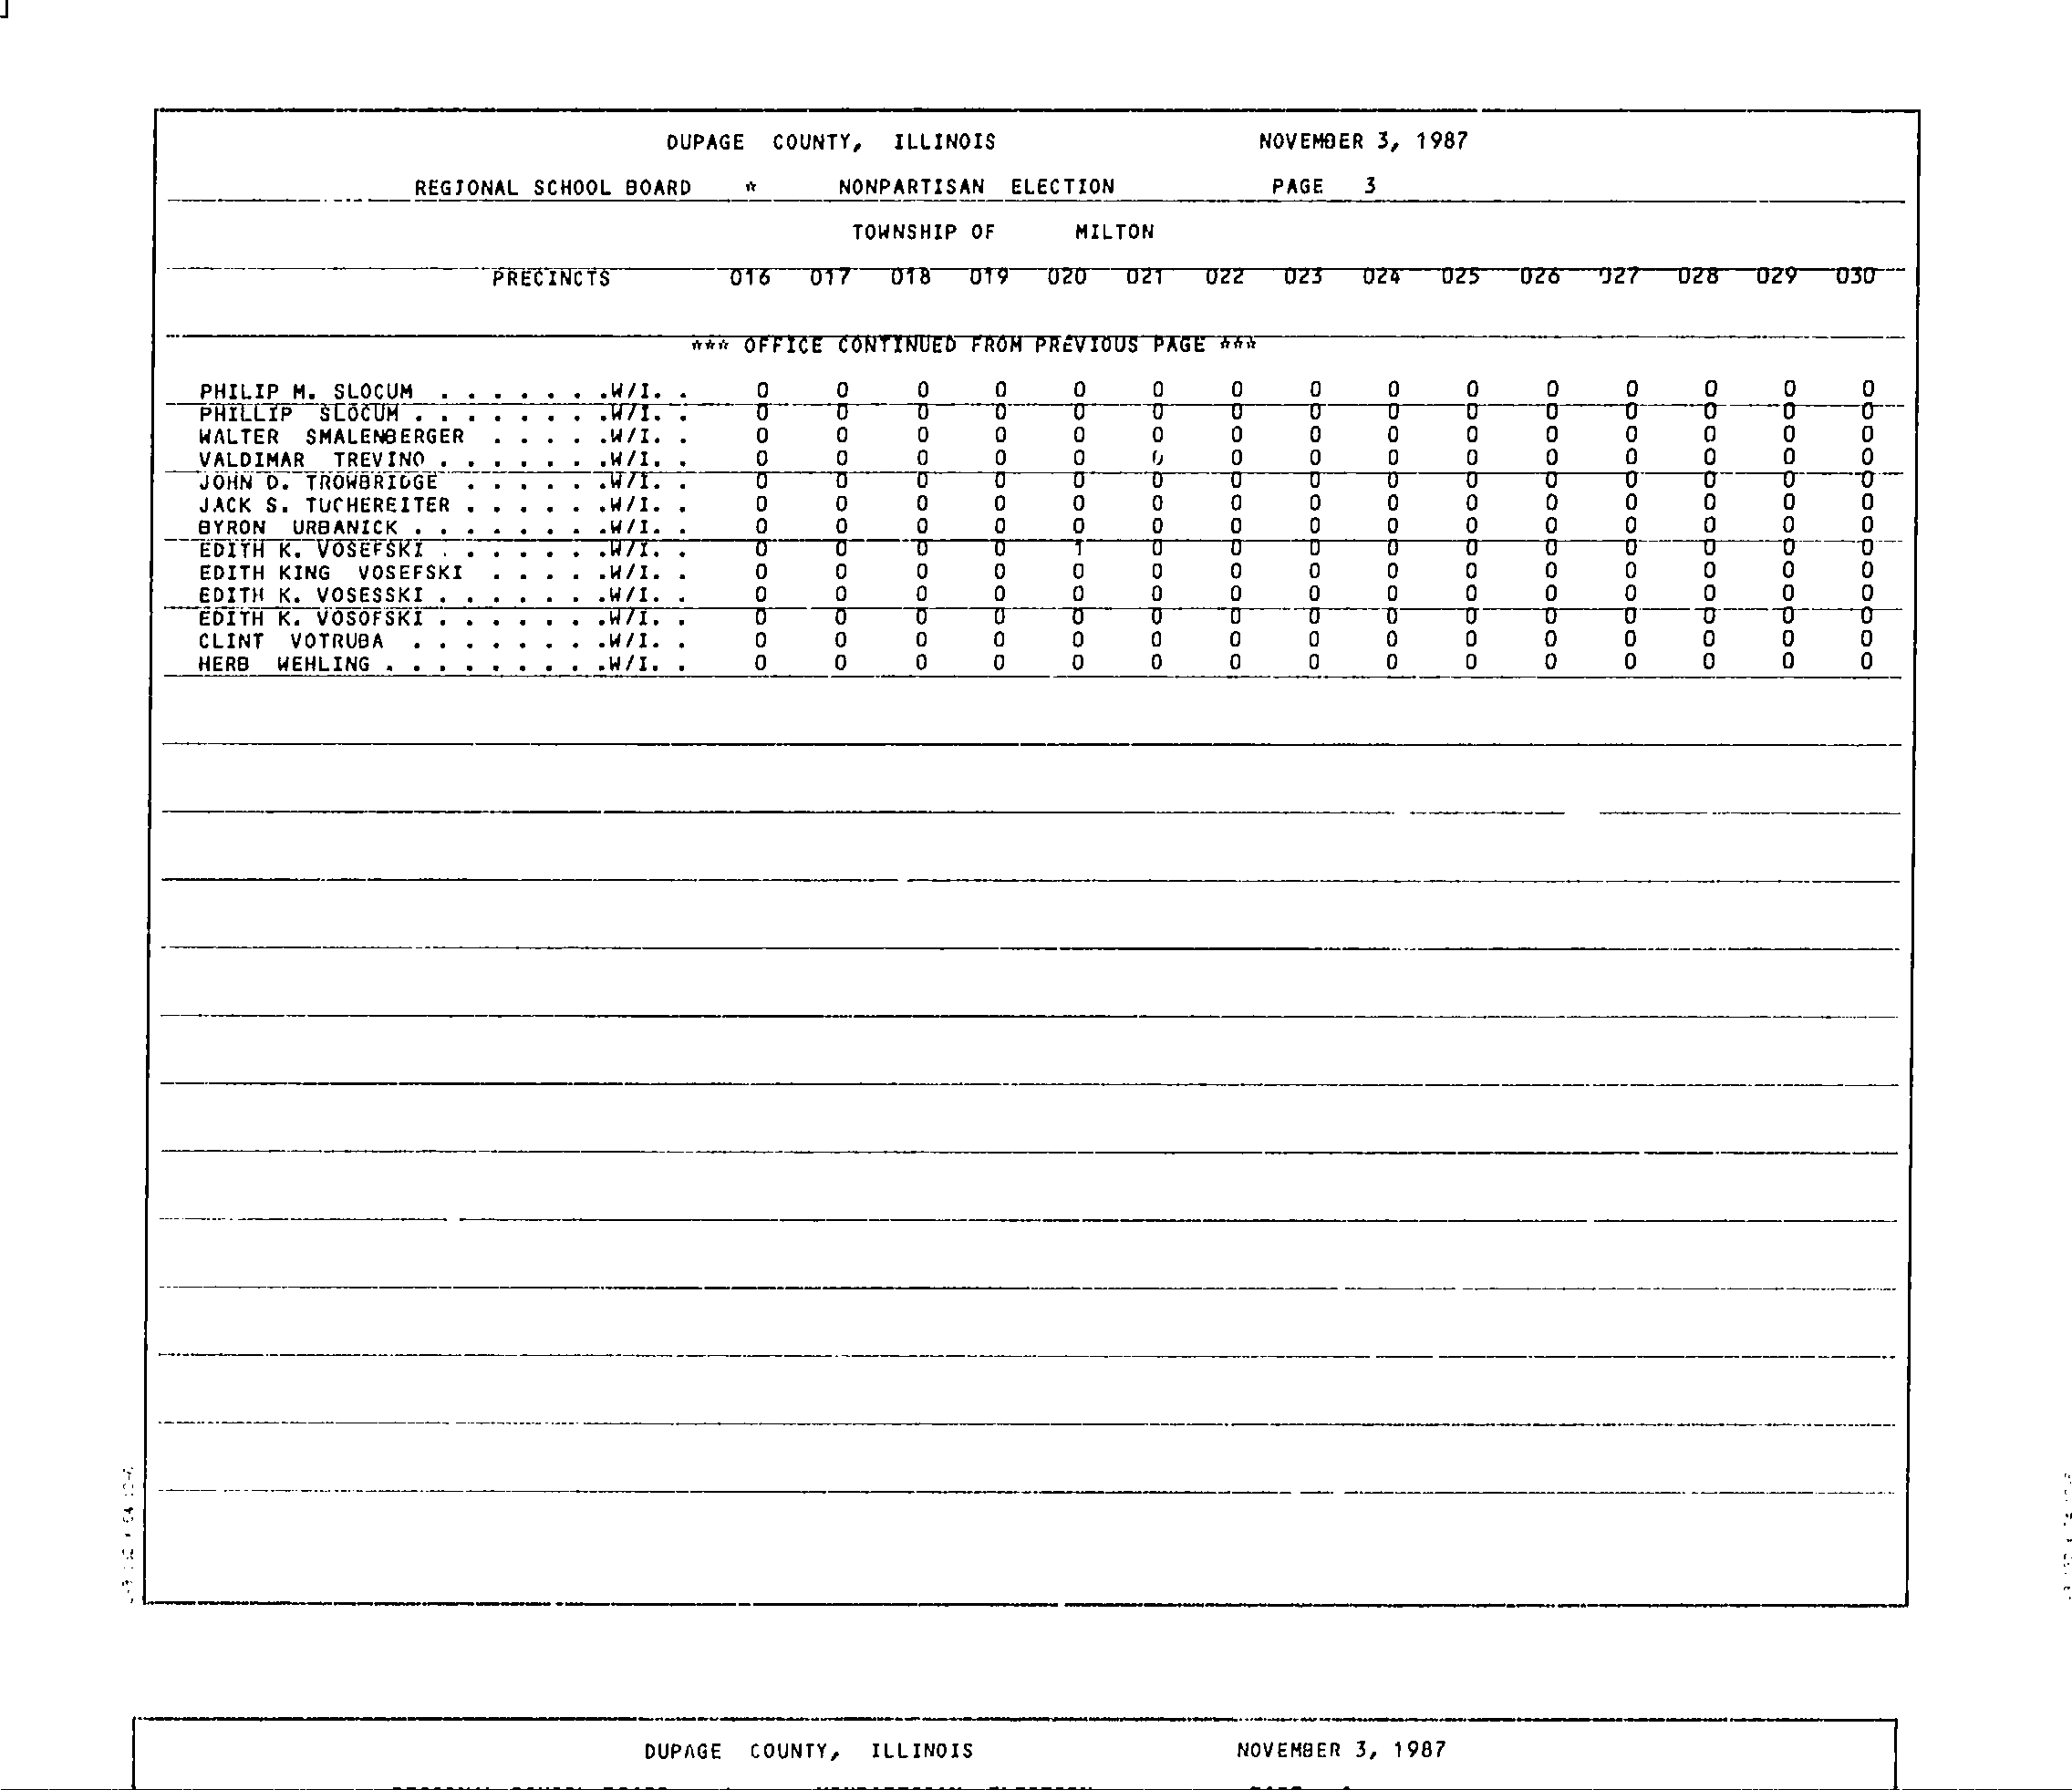 DUPAGE COUNTY, ILLINOIS NOVEMBER 3, 1987
REGIONAL SCHOOL BOARD * NONPARTISAN ELECTION PAGE 3
TOWNSHIP OF MILTON
PRECINCTS 016 017 018 019 020 021 022 023 024 025 026 027 028 029 030
*** OFFICE CONTINUED FROM PREVIOUS PAGE ***
PHILIP M. SLOCUM . . . . . . .W/I. . 0 0 0 0 0 0 0 0 0 0 0 0 0 0 0
PHILLIP SLOCUM . . . . . . . .W/I. . 0 0 0 0 0 0 0 0 0 0 0 0 0 0 0
WALTER SMALENBERGER . . . . .W/I. . 0 0 0 0 0 0 0 0 0 0 0 0 0 0 0
VALDIMAR TREVINO . . . . . . .W/I. . 0 0 0 0 0 0 0 0 0 0 0 0 0 0 0
JOHN D. TROWBRIDGE . . . . . .W/I. . 0 0 0 0 0 0 0 0 0 0 0 0 0 0 0
JACK S. TUCHEREITER . . . . . .W/I. . 0 0 0 0 0 0 0 0 0 0 0 0 0 0 0
BYRON URBANICK . . . . . . . .W/I. . 0 0 0 0 0 0 0 0 0 0 0 0 0 0 0
EDITH K. VOSEFSKI . . . . . . .W/I. . 0 0 0 0 1 0 0 0 0 0 0 0 0 0 0
EDITH KING VOSEFSKI . . . . .W/I. . 0 0 0 0 0 0 0 0 0 0 0 0 0 0 0
EDITH K. VOSESSKI . . . . . . .W/I. . 0 0 0 0 0 0 0 0 0 0 0 0 0 0 0
EDITH K. VOSOFSKI . . . . . . .W/I. . 0 0 0 0 0 0 0 0 0 0 0 0 0 0 0
CLINT VOTRUBA . . . . . . . .W/I. . 0 0 0 0 0 0 0 0 0 0 0 0 0 0 0
HERB WEHLING . . . . . . . . .W/I. . 0 0 0 0 0 0 0 0 0 0 0 0 0 0 0
DUPAGE COUNTY, ILLINOIS NOVEMBER 3, 1987